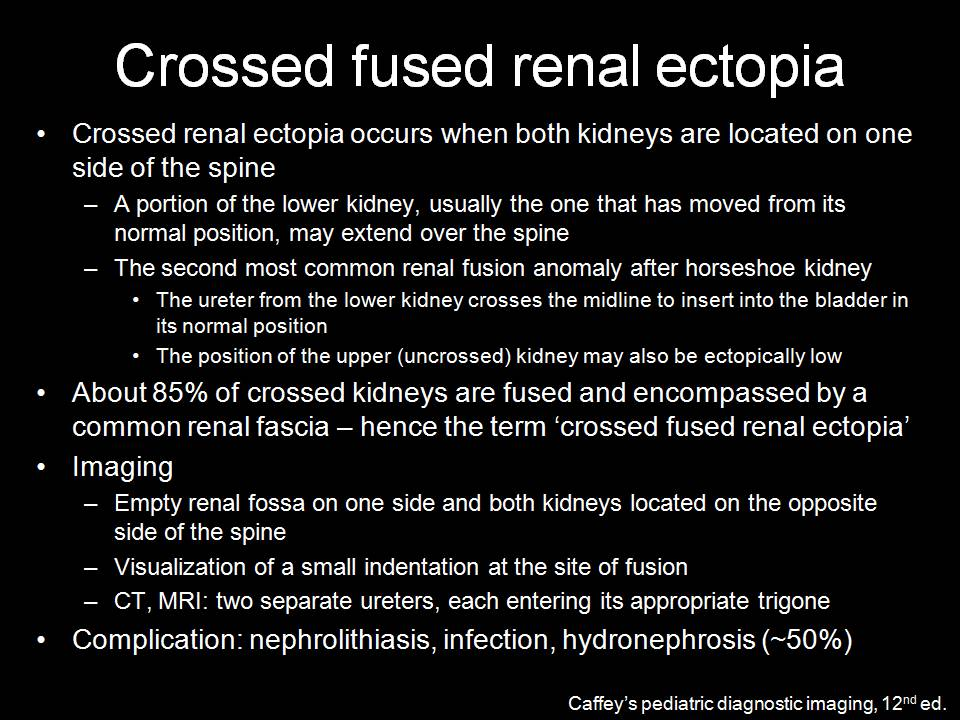 Crossed fused renal ectopia
• Crossed renal ectopia occurs when both kidneys are located on one
side of the spine
– A portion of the lower kidney, usually the one that has moved from its
normal position, may extend over the spine
– The second most common renal fusion anomaly after horseshoe kidney
• The ureter from the lower kidney crosses the midline to insert into the bladder in
its normal position
• The position of the upper (uncrossed) kidney may also be ectopically low
• About 85% of crossed kidneys are fused and encompassed by a
common renal fascia – hence the term ‘crossed fused renal ectopia’
• Imaging
– Empty renal fossa on one side and both kidneys located on the opposite
side of the spine
– Visualization of a small indentation at the site of fusion
– CT, MRI: two separate ureters, each entering its appropriate trigone
• Complication: nephrolithiasis, infection, hydronephrosis (~50%)
Caffey’s pediatric diagnostic imaging, 12nd ed.